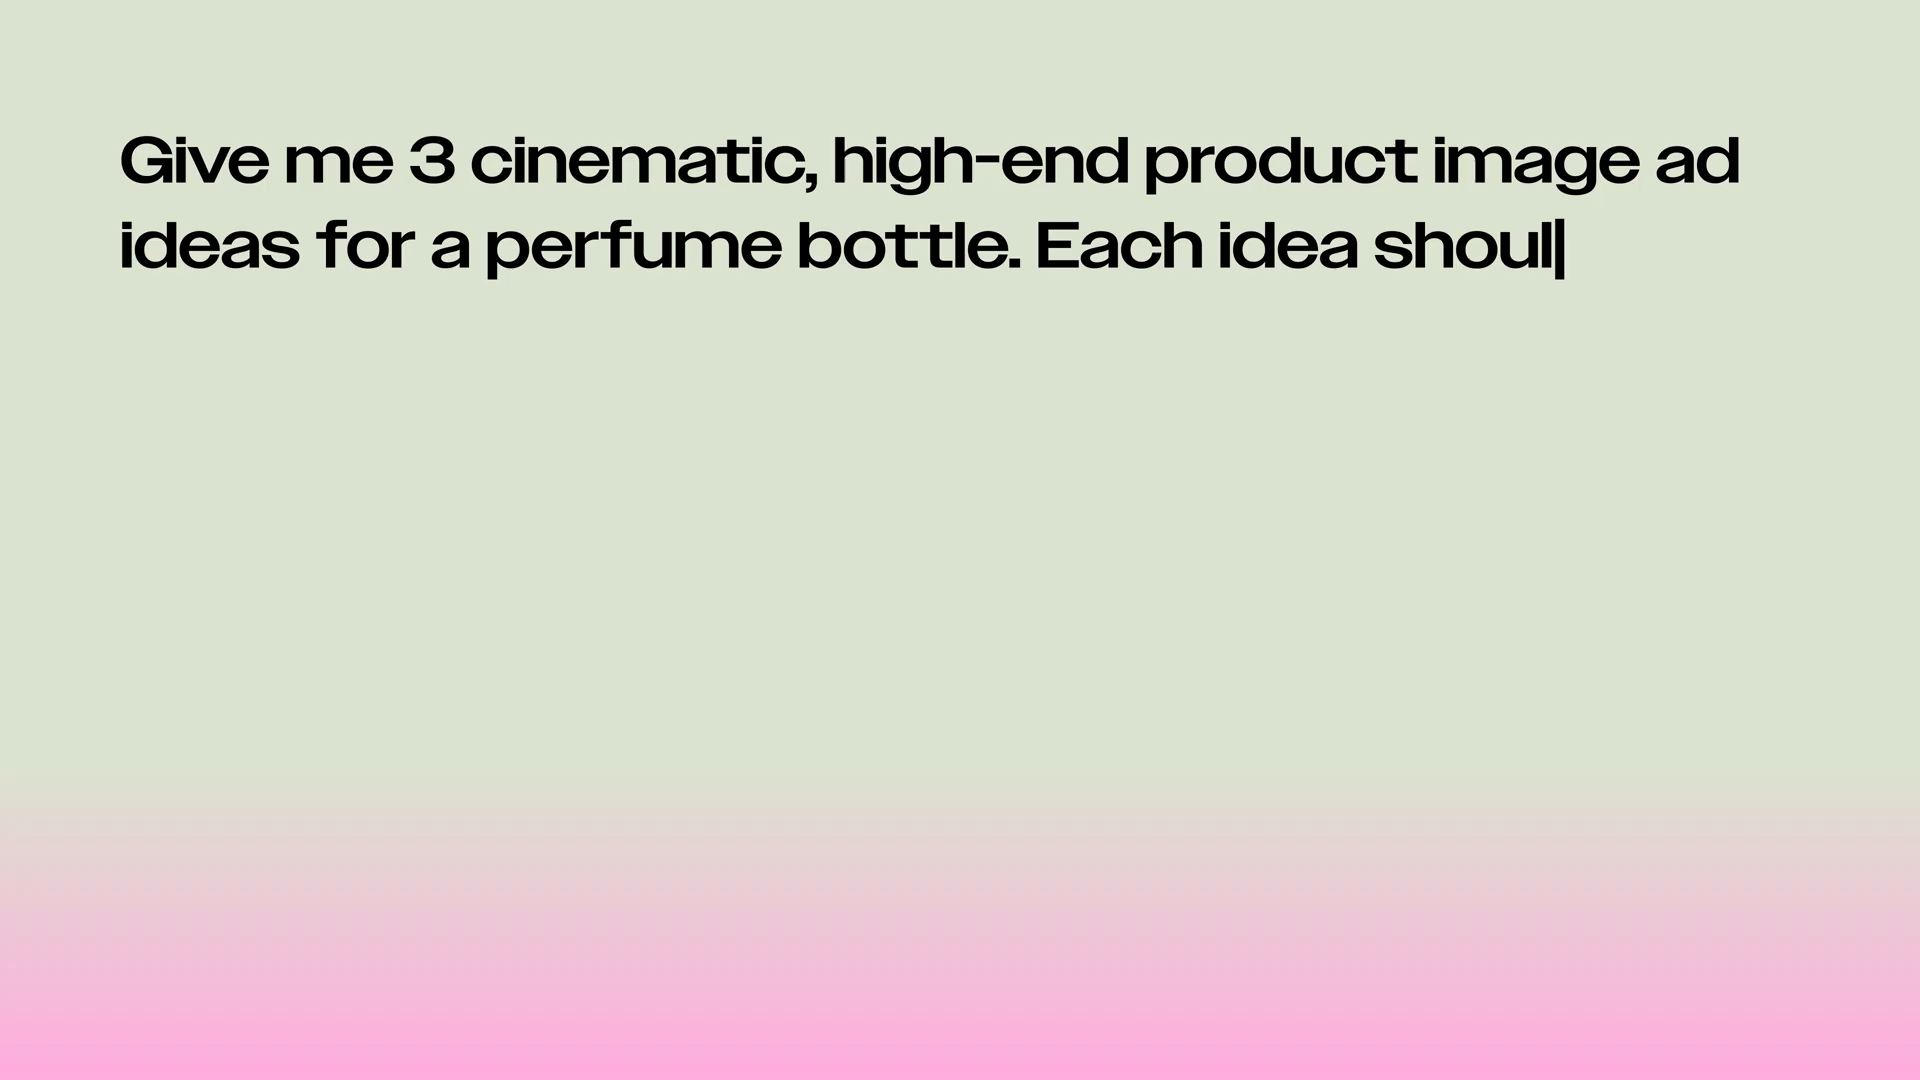 Give me 3 cinematic, high-end product image ad
ideas for a perfume bottle. Each idea shoul